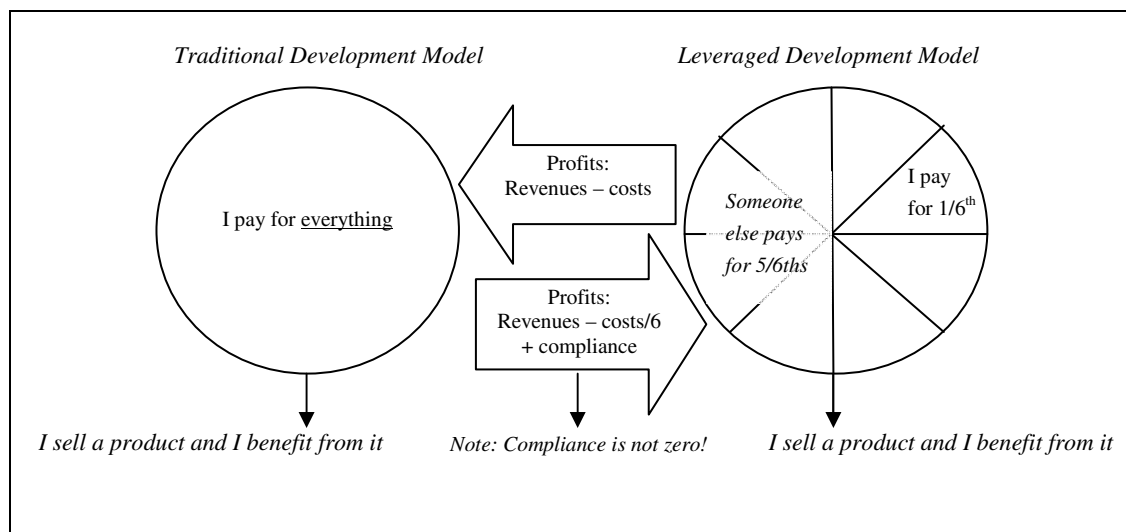 Traditional Development Model
Leveraged Development Model
I pay for everything
Profits:
Revenues – costs
Profits:
Revenues – costs/6
+ compliance
Someone
else pays
for 5/6ths
I pay
for 1/6th
I sell a product and I benefit from it
Note: Compliance is not zero!
I sell a product and I benefit from it